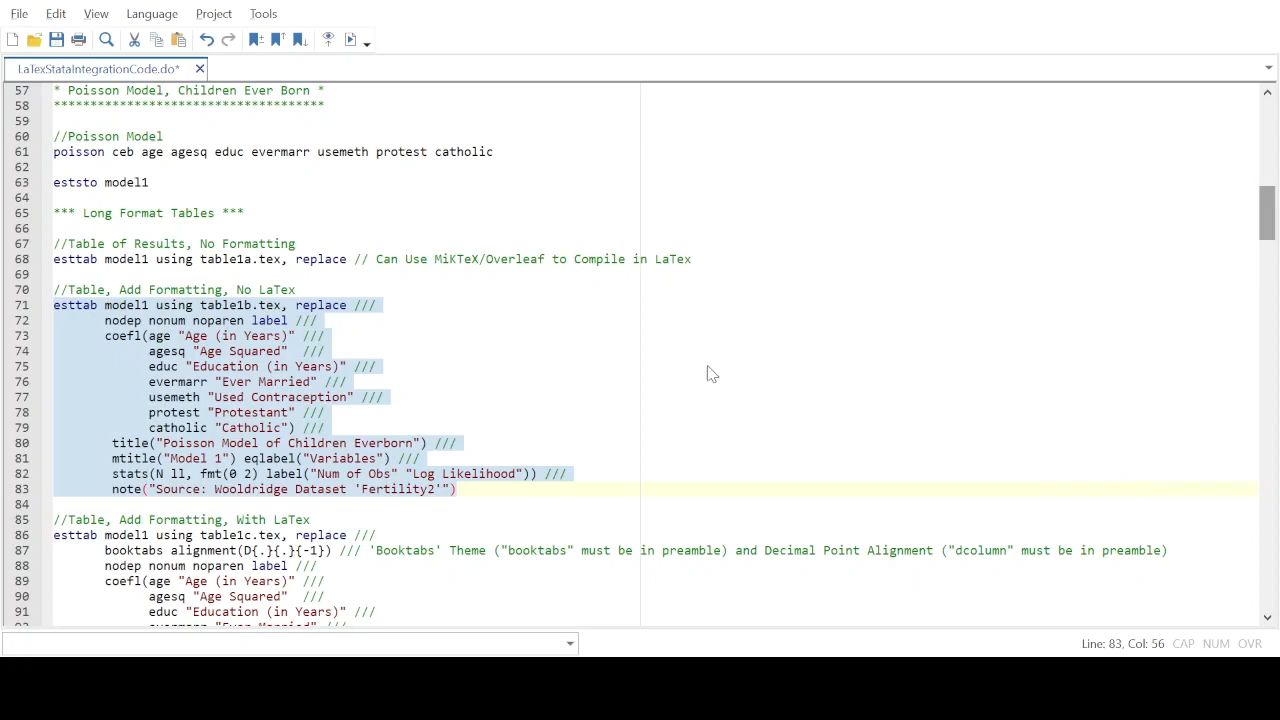 File Edit View Language Project Tools
LaTexStataIntegrationCode.do*
57 * Poisson Model, Children Ever Born *
58 *************************************
59
60 //Poisson Model
61 poisson ceb age agesq educ evermarr usemeth protest catholic
62
63 eststo model1
64
65 *** Long Format Tables ***
66
67 //Table of Results, No Formatting
68 esttab model1 using table1a.tex, replace // Can Use MiKTeX/Overleaf to Compile in LaTex
69
70 //Table, Add Formatting, No LaTex
71 esttab model1 using table1b.tex, replace ///
72 nodep nonum noparen label ///
73 coefl(age "Age (in Years)" ///
74 agesq "Age Squared" ///
75 educ "Education (in Years)" ///
76 evermarr "Ever Married" ///
77 usemeth "Used Contraception" ///
78 protest "Protestant" ///
79 catholic "Catholic") ///
80 title("Poisson Model of Children Everborn") ///
81 mtitle("Model 1") eqlabel("Variables") ///
82 stats(N ll, fmt(0 2) label("Num of Obs" "Log Likelihood")) ///
83 note("Source: Wooldridge Dataset 'Fertility2'")
84
85 //Table, Add Formatting, With LaTex
86 esttab model1 using table1c.tex, replace ///
87 booktabs alignment(D{.}{.}{-1}) /// 'Booktabs' Theme ("booktabs" must be in preamble) and Decimal Point Alignment ("dcolumn" must be in preamble)
88 nodep nonum noparen label ///
89 coefl(age "Age (in Years)" ///
90 agesq "Age Squared" ///
91 educ "Education (in Years)" ///
evermarr "Ever Married" ///
Line: 83, Col: 56 CAP NUM OVR